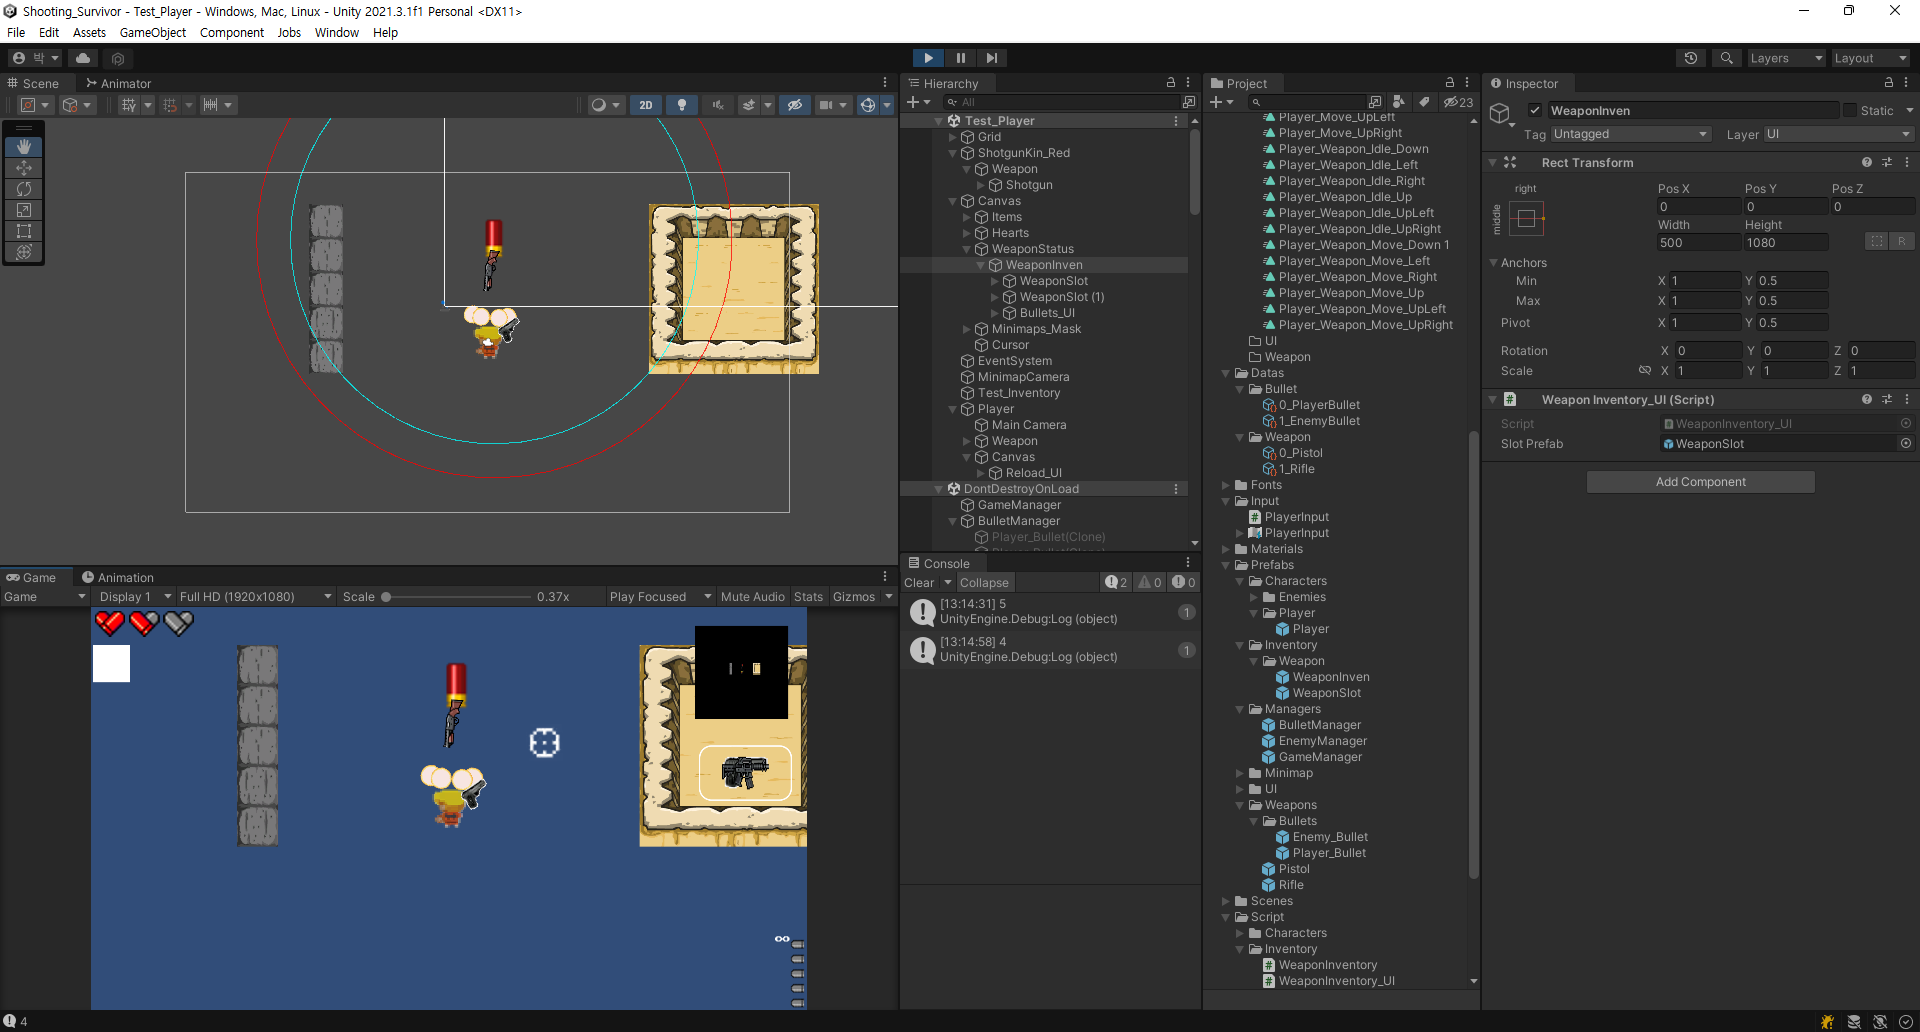 Shooting_Survivor - Test_Player - Windows, Mac, Linux - Unity 2021.3.1f1 Personal <DX11>
File Edit Assets GameObject Component Jobs Window Help
박
Layers Layout
Scene Animator
2D
Hierarchy
All
Test_Player
Grid
ShotgunKin_Red
Weapon
Shotgun
Canvas
Items
Hearts
WeaponStatus
WeaponInven
WeaponSlot
WeaponSlot (1)
Bullets_UI
Minimaps_Mask
Cursor
EventSystem
MinimapCamera
Test_Inventory
Player
Main Camera
Weapon
Canvas
Reload_UI
DontDestroyOnLoad
GameManager
BulletManager
Player_Bullet(Clone)
Project
23
Player_Move_UpLeft
Player_Move_UpRight
Player_Weapon_Idle_Down
Player_Weapon_Idle_Left
Player_Weapon_Idle_Right
Player_Weapon_Idle_Up
Player_Weapon_Idle_UpLeft
Player_Weapon_Idle_UpRight
Player_Weapon_Move_Down 1
Player_Weapon_Move_Left
Player_Weapon_Move_Right
Player_Weapon_Move_Up
Player_Weapon_Move_UpLeft
Player_Weapon_Move_UpRight
UI
Weapon
Datas
Bullet
0_PlayerBullet
1_EnemyBullet
Weapon
0_Pistol
1_Rifle
Fonts
Input
PlayerInput
PlayerInput
Materials
Prefabs
Characters
Enemies
Player
Player
Inventory
Weapon
WeaponInven
WeaponSlot
Managers
BulletManager
EnemyManager
GameManager
Minimap
UI
Weapons
Bullets
Enemy_Bullet
Player_Bullet
Pistol
Rifle
Scenes
Script
Characters
Inventory
WeaponInventory
WeaponInventory_UI
Inspector
WeaponInven Static
Tag Untagged Layer UI
Rect Transform
right
middle
Pos X Pos Y Pos Z
0 0 0
Width Height
500 1080
R
Anchors
Min X 1 Y 0.5
Max X 1 Y 0.5
Pivot X 1 Y 0.5
Rotation X 0 Y 0 Z 0
Scale X 1 Y 1 Z 1
Weapon Inventory_UI (Script)
Script WeaponInventory_UI
Slot Prefab WeaponSlot
Add Component
Game Animation
Game Display 1 Full HD (1920x1080) Scale 0.37x Play Focused Mute Audio Stats Gizmos
Console
Clear Collapse 2 0 0
[13:14:31] 5
UnityEngine.Debug:Log (object)
1
[13:14:58] 4
UnityEngine.Debug:Log (object)
1
4